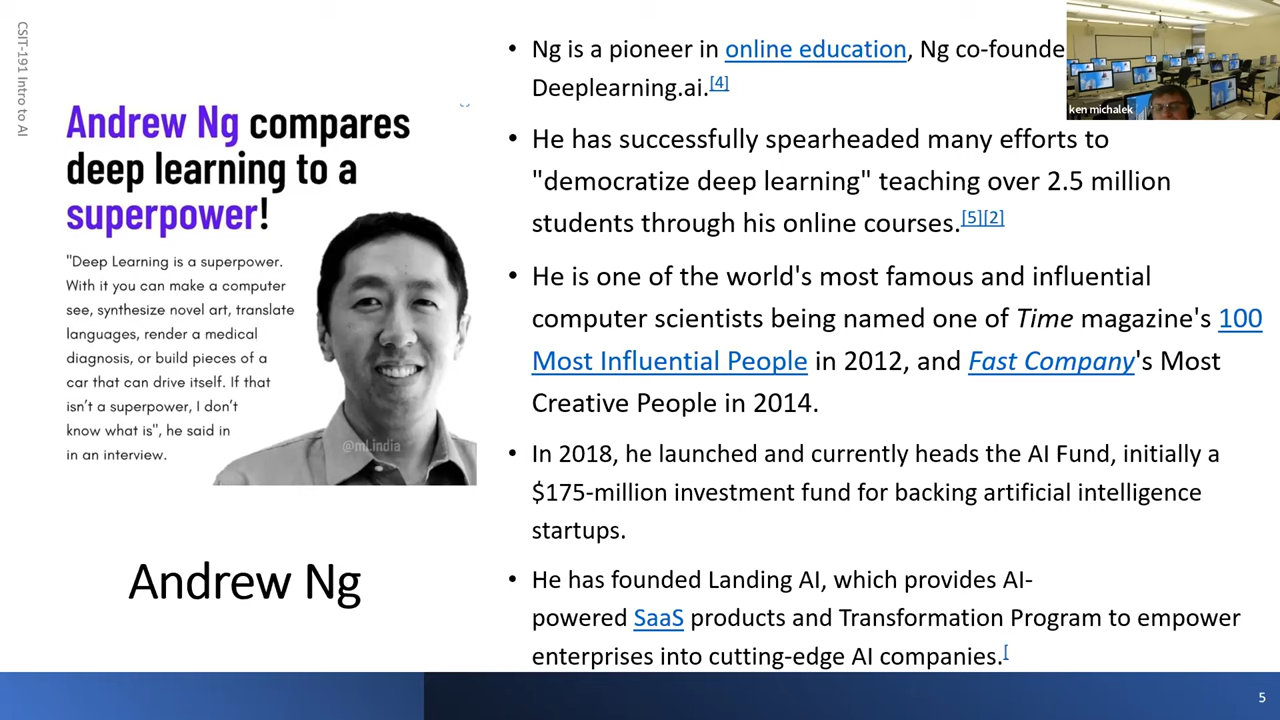 CSIT-191 Intro to AI
Andrew Ng compares
deep learning to a
superpower!
"Deep Learning is a superpower.
With it you can make a computer
see, synthesize novel art, translate
languages, render a medical
diagnosis, or build pieces of a
car that can drive itself. If that
isn't a superpower, I don't
know what is", he said in
in an interview.
@mLindia
Andrew Ng
• Ng is a pioneer in online education, Ng co-founde
Deeplearning.ai.[4]
• He has successfully spearheaded many efforts to
"democratize deep learning" teaching over 2.5 million
students through his online courses.[5][2]
• He is one of the world's most famous and influential
computer scientists being named one of Time magazine's 100
Most Influential People in 2012, and Fast Company's Most
Creative People in 2014.
• In 2018, he launched and currently heads the AI Fund, initially a
$175-million investment fund for backing artificial intelligence
startups.
• He has founded Landing AI, which provides AI-
powered SaaS products and Transformation Program to empower
enterprises into cutting-edge AI companies.[
ken michalek
5